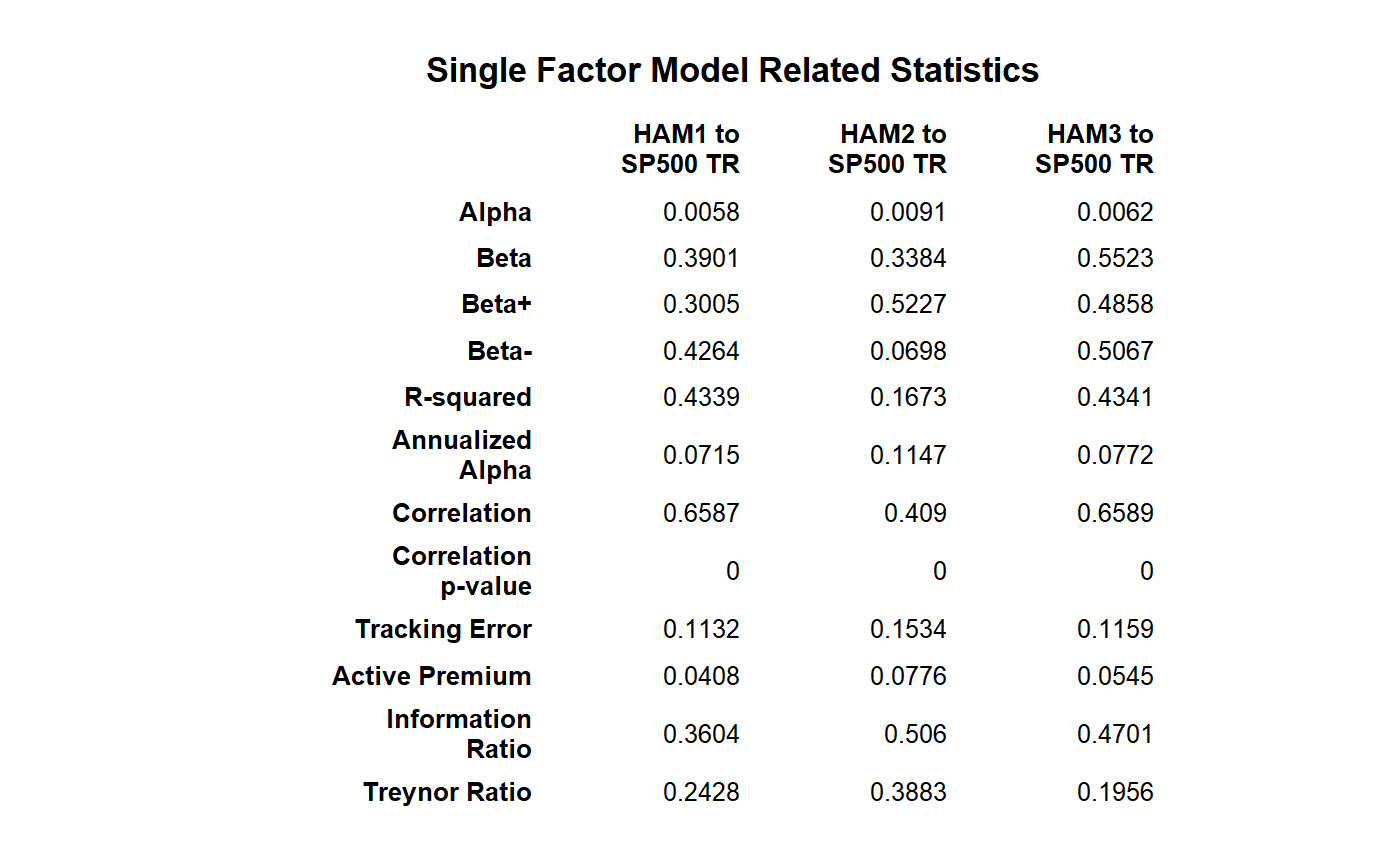 Single Factor Model Related Statistics
HAM1 to HAM2 to HAM3 to
SP500 TR SP500 TR SP500 TR
Alpha 0.0058 0.0091 0.0062
Beta 0.3901 0.3384 0.5523
Beta+ 0.3005 0.5227 0.4858
Beta- 0.4264 0.0698 0.5067
R-squared 0.4339 0.1673 0.4341
Annualized
Alpha 0.0715 0.1147 0.0772
Correlation 0.6587 0.409 0.6589
Correlation
p-value 0 0 0
Tracking Error 0.1132 0.1534 0.1159
Active Premium 0.0408 0.0776 0.0545
Information
Ratio 0.3604 0.506 0.4701
Treynor Ratio 0.2428 0.3883 0.1956